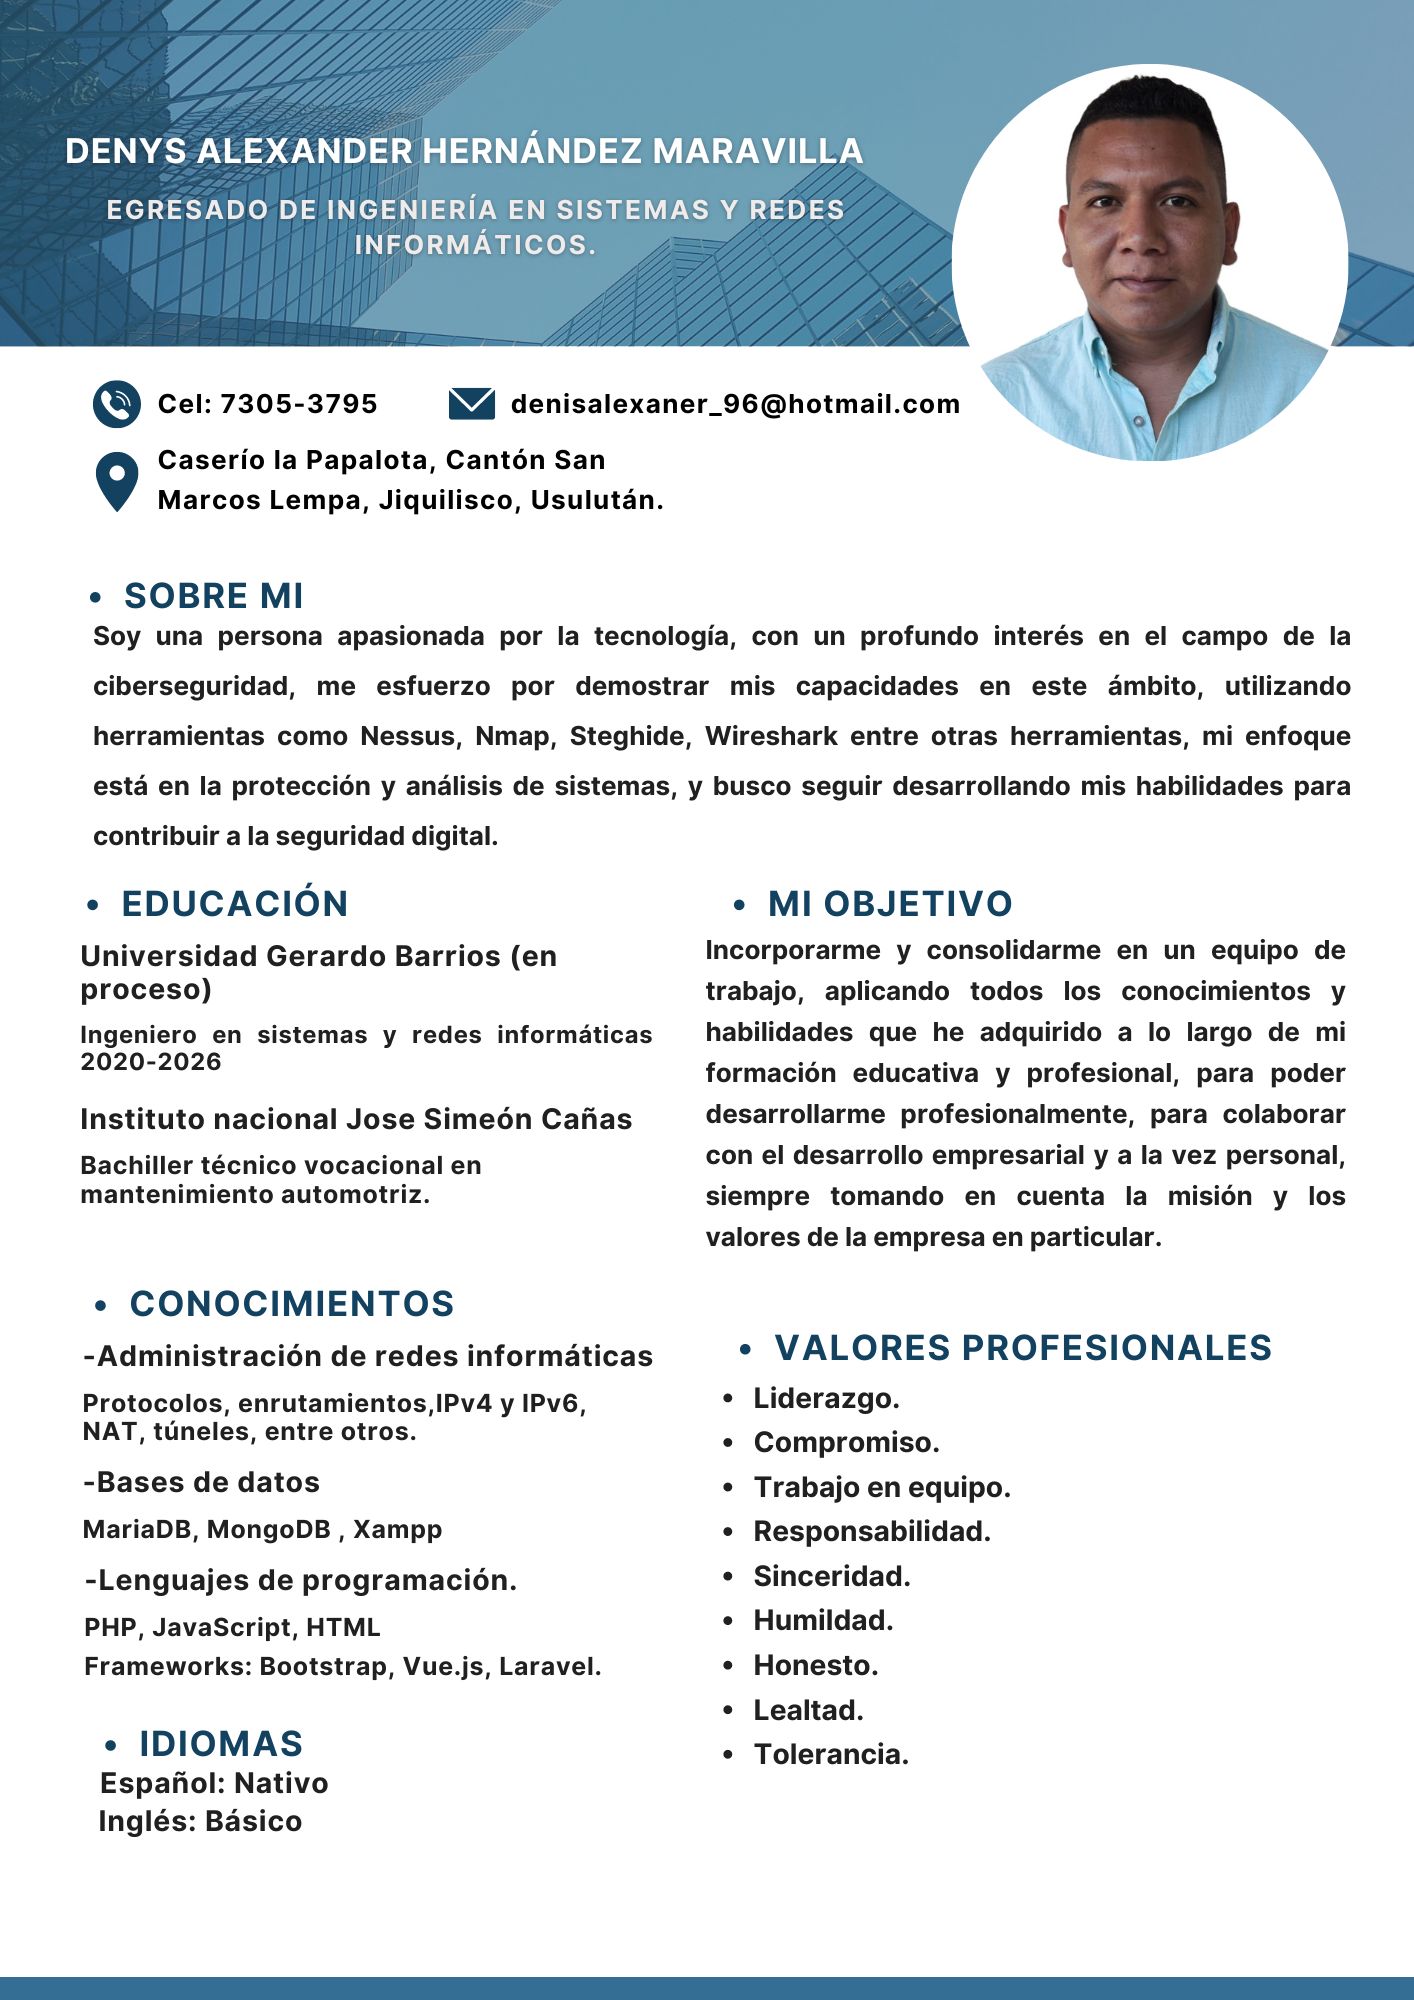 DENYS ALEXANDER HERNÁNDEZ MARAVILLA
EGRESADO DE INGENIERÍA EN SISTEMAS Y REDES
INFORMÁTICOS.
Cel: 7305-3795
denisalexaner_96@hotmail.com
Caserío la Papalota, Cantón San
Marcos Lempa, Jiquilisco, Usulután.
• SOBRE MI
Soy una persona apasionada por la tecnología, con un profundo interés en el campo de la
ciberseguridad, me esfuerzo por demostrar mis capacidades en este ámbito, utilizando
herramientas como Nessus, Nmap, Steghide, Wireshark entre otras herramientas, mi enfoque
está en la protección y análisis de sistemas, y busco seguir desarrollando mis habilidades para
contribuir a la seguridad digital.
• EDUCACIÓN
Universidad Gerardo Barrios (en
proceso)
Ingeniero en sistemas y redes informáticas
2020-2026
Instituto nacional Jose Simeón Cañas
Bachiller técnico vocacional en
mantenimiento automotriz.
• MI OBJETIVO
Incorporarme y consolidarme en un equipo de
trabajo, aplicando todos los conocimientos y
habilidades que he adquirido a lo largo de mi
formación educativa y profesional, para poder
desarrollarme profesionalmente, para colaborar
con el desarrollo empresarial y a la vez personal,
siempre tomando en cuenta la misión y los
valores de la empresa en particular.
• CONOCIMIENTOS
-Administración de redes informáticas
Protocolos, enrutamientos,IPv4 y IPv6,
NAT, túneles, entre otros.
-Bases de datos
MariaDB, MongoDB , Xampp
-Lenguajes de programación.
PHP, JavaScript, HTML
Frameworks: Bootstrap, Vue.js, Laravel.
• VALORES PROFESIONALES
• Liderazgo.
• Compromiso.
• Trabajo en equipo.
• Responsabilidad.
• Sinceridad.
• Humildad.
• Honesto.
• Lealtad.
• Tolerancia.
• IDIOMAS
Español: Nativo
Inglés: Básico